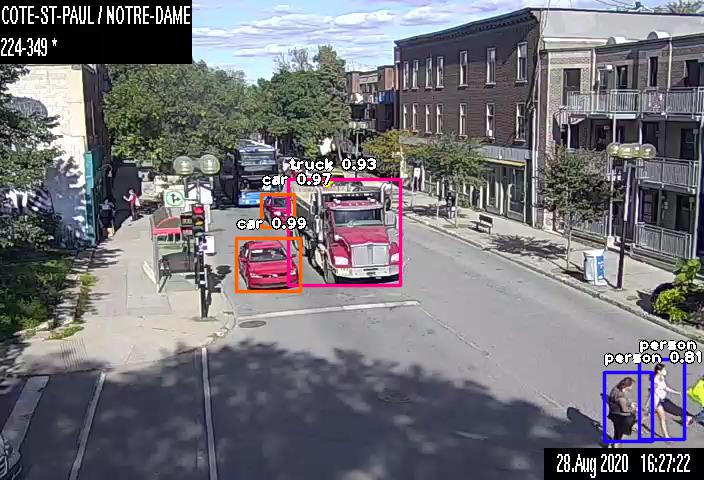 COTE-ST-PAUL / NOTRE-DAME
224-349 *
truck 0.93
car 0.97
car 0.99
person
person 0.81
28.Aug 2020 16:27:22